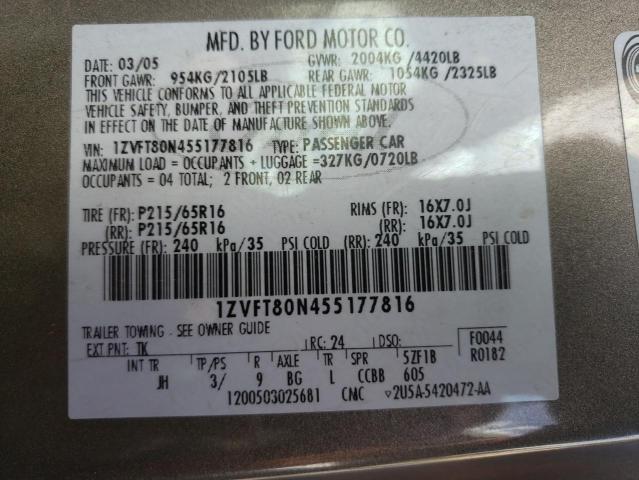 MFD. BY FORD MOTOR CO.
DATE: 03/05 GVWR: 2004KG /4420LB
FRONT GAWR: 954KG/2105LB REAR GAWR: 1054KG /2325LB
THIS VEHICLE CONFORMS TO ALL APPLICABLE FEDERAL MOTOR
VEHICLE SAFETY, BUMPER, AND THEFT PREVENTION STANDARDS
IN EFFECT ON THE DATE OF MANUFACTURE SHOWN ABOVE.
VIN: 1ZVFT80N455177816 TYPE: PASSENGER CAR
MAXIMUM LOAD = OCCUPANTS + LUGGAGE =327KG/0720LB
OCCUPANTS = 04 TOTAL; 2 FRONT, 02 REAR
TIRE (FR): P215/65R16 RIMS (FR): 16X7.0J
(RR): P215/65R16 (RR): 16X7.0J
PRESSURE (FR): 240 kPa/35 PSI COLD (RR): 240 kPa/35 PSI COLD
1ZVFT80N455177816
TRAILER TOWING - SEE OWNER GUIDE
EXT PNT: TK RC: 24 DSO: F0044
R0182
INT TR TP/PS R AXLE TR SPR 5ZF1B
JH 3/ 9 BG L CCBB 605
1200503025681 CMC 2U5A-5420472-AA